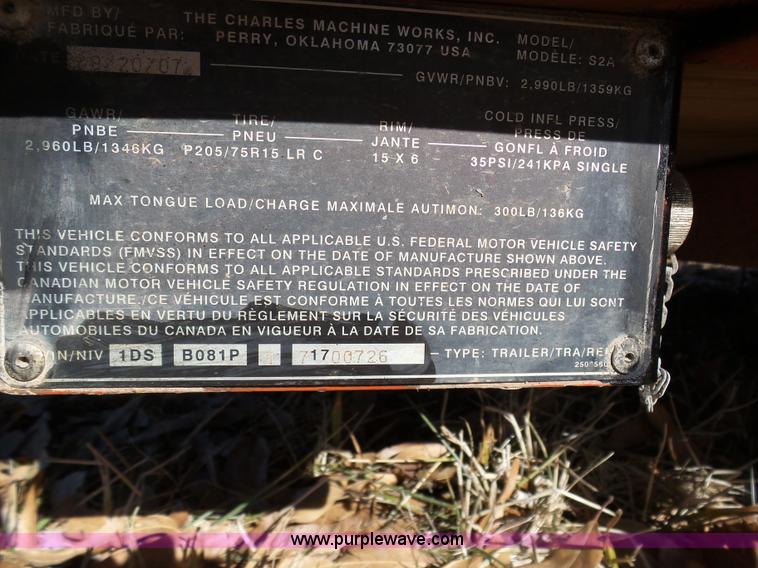 MFD BY/ THE CHARLES MACHINE WORKS, INC. MODEL/
FABRIQUÉ PAR: PERRY, OKLAHOMA 73077 USA MODÈLE: S2A
GVWR/PNBV: 2,990LB/1359KG
GAWR/ TIRE/ RIM/ COLD INFL PRESS/
PNBE PNEU JANTE PRESS DE
GONFL À FROID
2,960LB/1346KG P205/75R15 LR C 15 X 6 35PSI/241KPA SINGLE
MAX TONGUE LOAD/CHARGE MAXIMALE AUTIMON: 300LB/136KG
THIS VEHICLE CONFORMS TO ALL APPLICABLE U.S. FEDERAL MOTOR VEHICLE SAFETY
STANDARDS (FMVSS) IN EFFECT ON THE DATE OF MANUFACTURE SHOWN ABOVE.
THIS VEHICLE CONFORMS TO ALL APPLICABLE STANDARDS PRESCRIBED UNDER THE
CANADIAN MOTOR VEHICLE SAFETY REGULATION IN EFFECT ON THE DATE OF
MANUFACTURE./CE VÉHICULE EST CONFORME À TOUTES LES NORMES QUI LUI SONT
APPLICABLES EN VERTU DU RÈGLEMENT SUR LA SÉCURITÉ DES VÉHICULES
AUTOMOBILES DU CANADA EN VIGUEUR À LA DATE DE SA FABRICATION.
/NIV 1DS B081P 71700726 TYPE: TRAILER/TRA/REM
www.purplewave.com